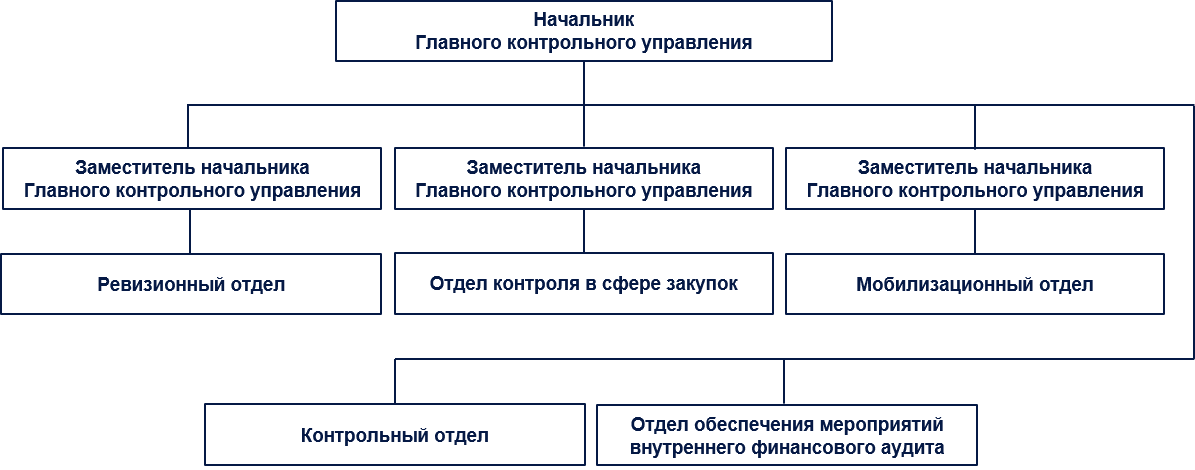 Начальник
Главного контрольного управления
Заместитель начальника
Главного контрольного управления
Заместитель начальника
Главного контрольного управления
Заместитель начальника
Главного контрольного управления
Ревизионный отдел
Отдел контроля в сфере закупок
Мобилизационный отдел
Контрольный отдел
Отдел обеспечения мероприятий
внутреннего финансового аудита